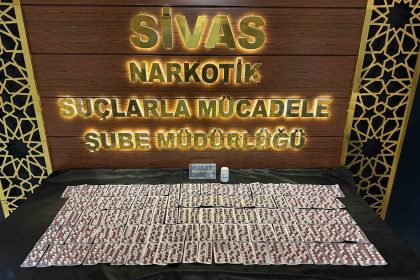 SİVAS
NARKOTİK
SUÇLARLA MÜCADELE
ŞUBE MÜDÜRLÜĞÜ